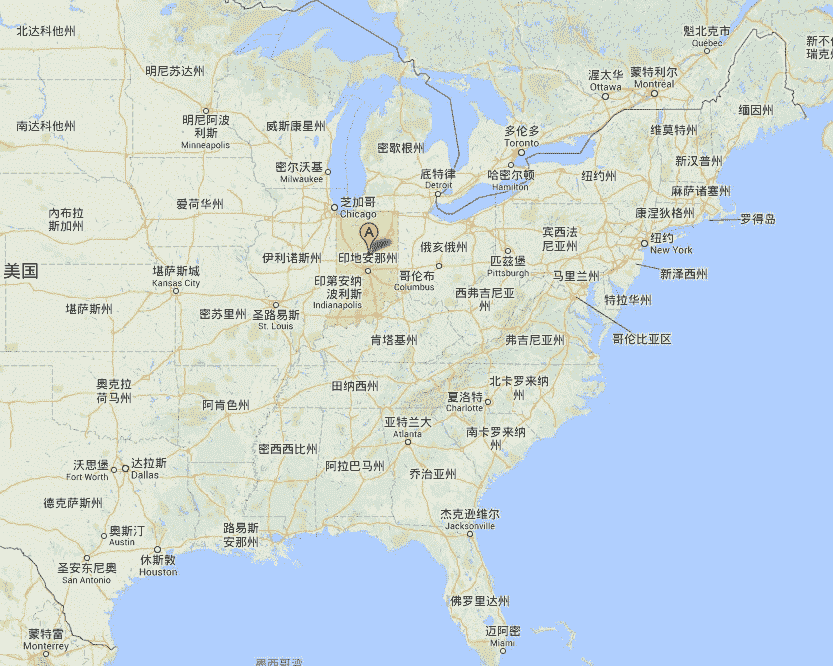 北达科他州
魁北克市
Québec
新不伦
瑞克州
明尼苏达州
渥太华
Ottawa
蒙特利尔
Montréal
缅因州
南达科他州
明尼阿波
利斯
Minneapolis
威斯康星州
多伦多
Toronto
维莫特州
密歇根州
新汉普州
密尔沃基
Milwaukee
底特律
Detroit
哈密尔顿
Hamilton
纽约州
麻萨诸塞州
爱荷华州
芝加哥
Chicago
康涅狄格州
罗得岛
內布拉
斯加州
A
宾西法
尼亚州
纽约
New York
俄亥俄州
伊利诺斯州
印地安那州
匹兹堡
Pittsburgh
美国
堪萨斯城
Kansas City
印第安纳
波利斯
Indianapolis
哥伦布
Columbus
马里兰州
新泽西州
西弗吉尼亚
州
特拉华州
堪萨斯州
密苏里州
圣路易斯
St. Louis
肯塔基州
弗吉尼亚州
哥伦比亚区
奥克拉
荷马州
田纳西州
北卡罗来纳
州
阿肯色州
夏洛特
Charlotte
亚特兰大
Atlanta
南卡罗来纳
州
密西西比州
沃思堡
Fort Worth
达拉斯
Dallas
阿拉巴马州
乔治亚州
德克萨斯州
杰克逊维尔
Jacksonville
奥斯汀
Austin
路易斯
安那州
休斯敦
Houston
圣安东尼奥
San Antonio
佛罗里达州
蒙特雷
Monterrey
迈阿密
Miami